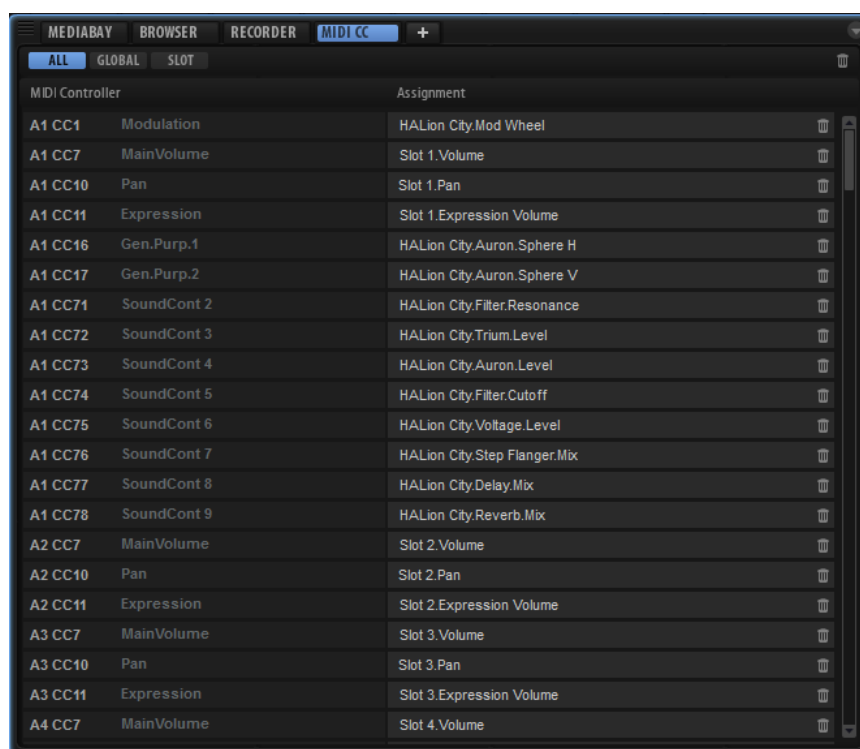 MEDIABAY BROWSER RECORDER MIDI CC +
ALL GLOBAL SLOT
MIDI Controller Assignment
A1 CC1 Modulation HALion City.Mod Wheel
A1 CC7 MainVolume Slot 1.Volume
A1 CC10 Pan Slot 1.Pan
A1 CC11 Expression Slot 1.Expression Volume
A1 CC16 Gen.Purp.1 HALion City.Auron.Sphere H
A1 CC17 Gen.Purp.2 HALion City.Auron.Sphere V
A1 CC71 SoundCont 2 HALion City.Filter.Resonance
A1 CC72 SoundCont 3 HALion City.Trium.Level
A1 CC73 SoundCont 4 HALion City.Auron.Level
A1 CC74 SoundCont 5 HALion City.Filter.Cutoff
A1 CC75 SoundCont 6 HALion City.Voltage.Level
A1 CC76 SoundCont 7 HALion City.Step Flanger.Mix
A1 CC77 SoundCont 8 HALion City.Delay.Mix
A1 CC78 SoundCont 9 HALion City.Reverb.Mix
A2 CC7 MainVolume Slot 2.Volume
A2 CC10 Pan Slot 2.Pan
A2 CC11 Expression Slot 2.Expression Volume
A3 CC7 MainVolume Slot 3.Volume
A3 CC10 Pan Slot 3.Pan
A3 CC11 Expression Slot 3.Expression Volume
A4 CC7 MainVolume Slot 4.Volume